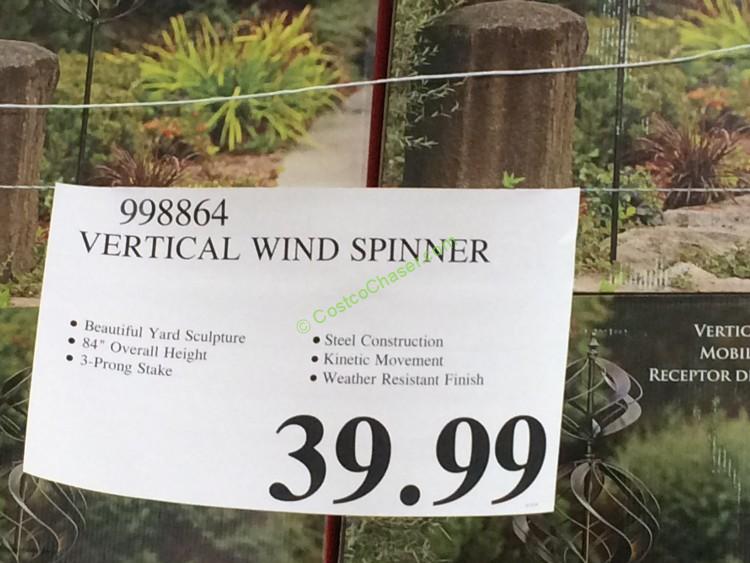 998864
VERTICAL WIND SPINNER
© CostcoChaser.com
• Beautiful Yard Sculpture
• 84" Overall Height
• 3-Prong Stake
• Steel Construction
• Kinetic Movement
• Weather Resistant Finish
39.99
VERTIC
MOBIL
RECEPTOR D